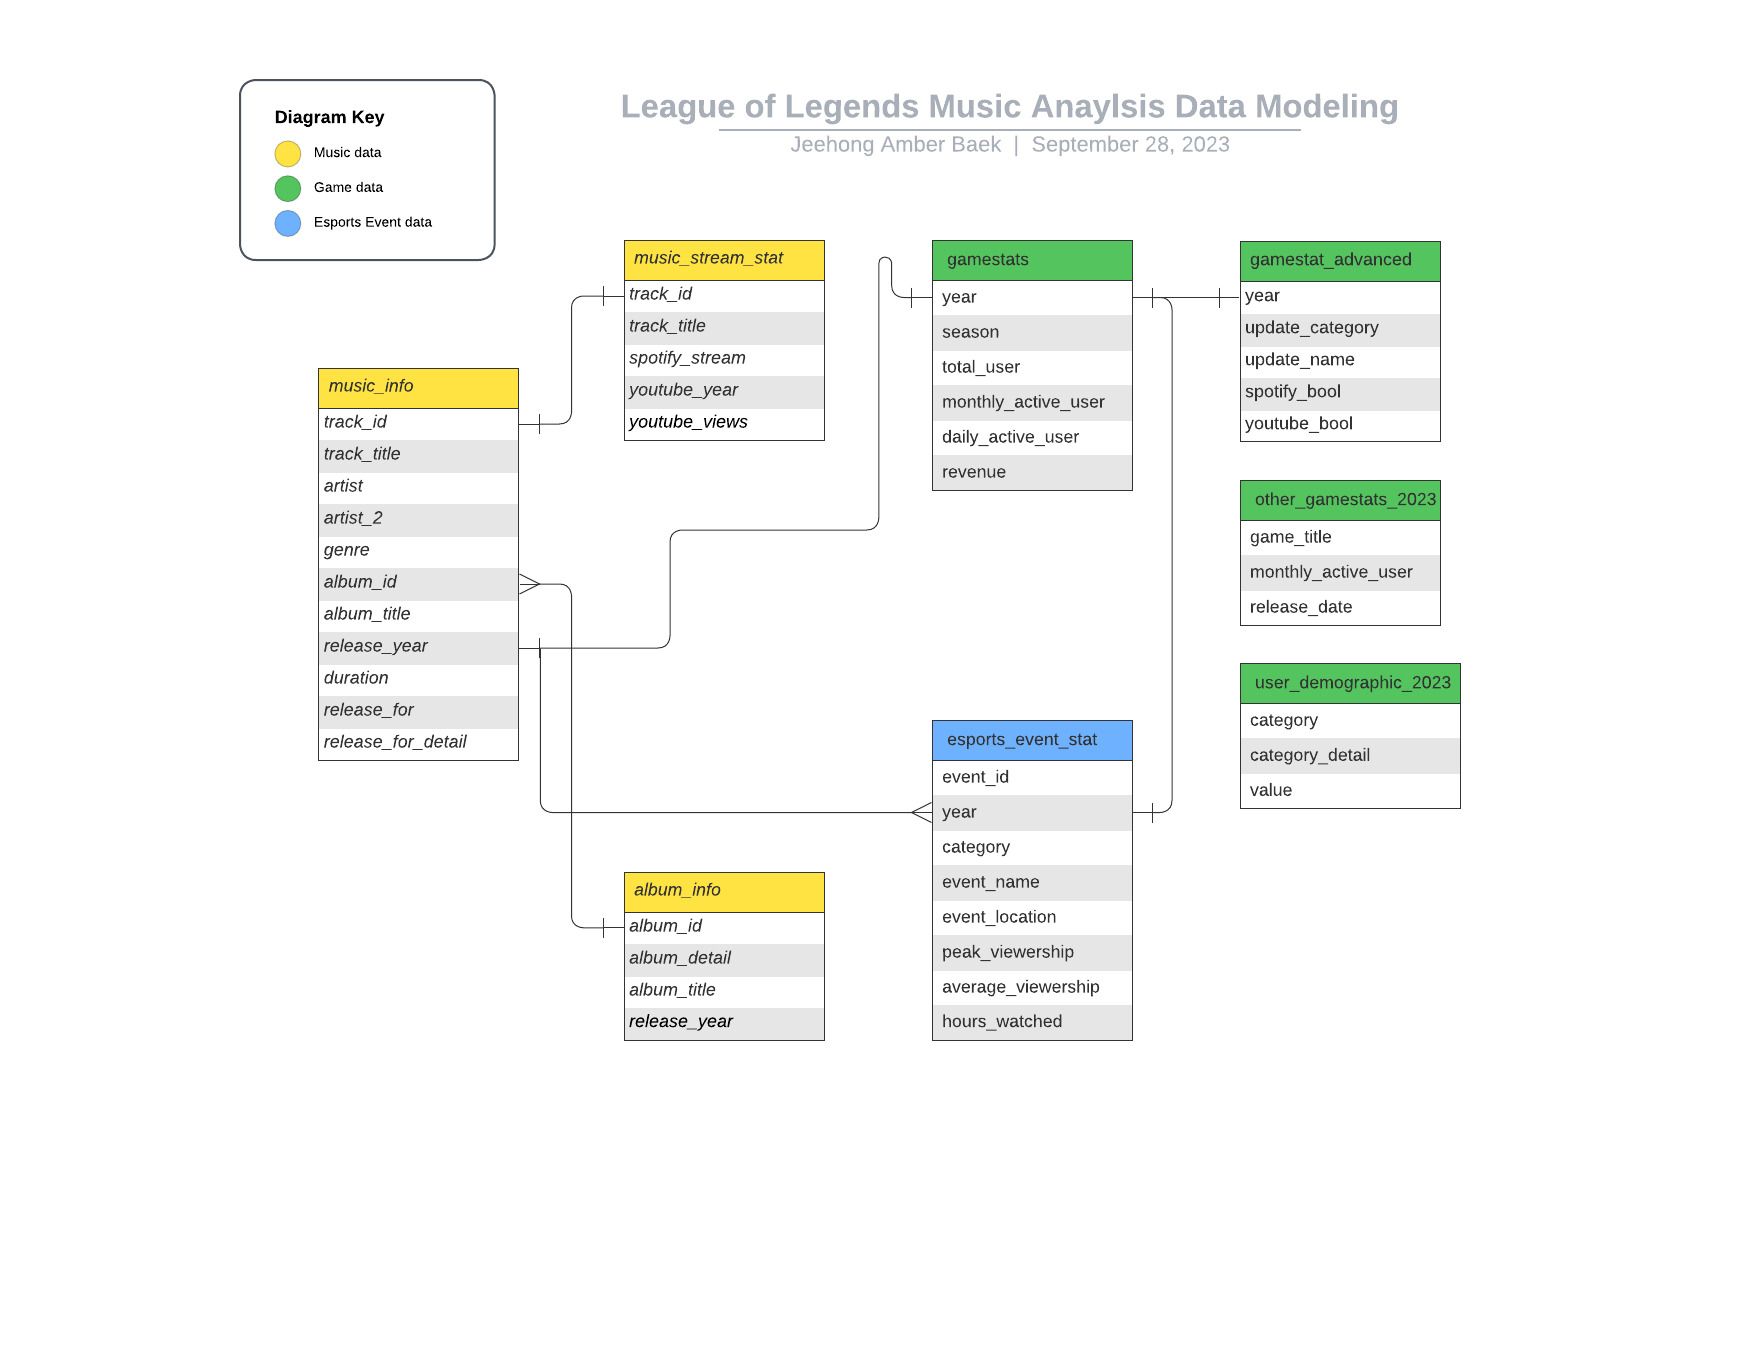 League of Legends Music Anaylsis Data Modeling
Jeehong Amber Baek | September 28, 2023
Diagram Key
Music data
Game data
Esports Event data
music_info
track_id
track_title
artist
artist_2
genre
album_id
album_title
release_year
duration
release_for
release_for_detail
music_stream_stat
track_id
track_title
spotify_stream
youtube_year
youtube_views
album_info
album_id
album_detail
album_title
release_year
gamestats
year
season
total_user
monthly_active_user
daily_active_user
revenue
esports_event_stat
event_id
year
category
event_name
event_location
peak_viewership
average_viewership
hours_watched
gamestat_advanced
year
update_category
update_name
spotify_bool
youtube_bool
other_gamestats_2023
game_title
monthly_active_user
release_date
user_demographic_2023
category
category_detail
value